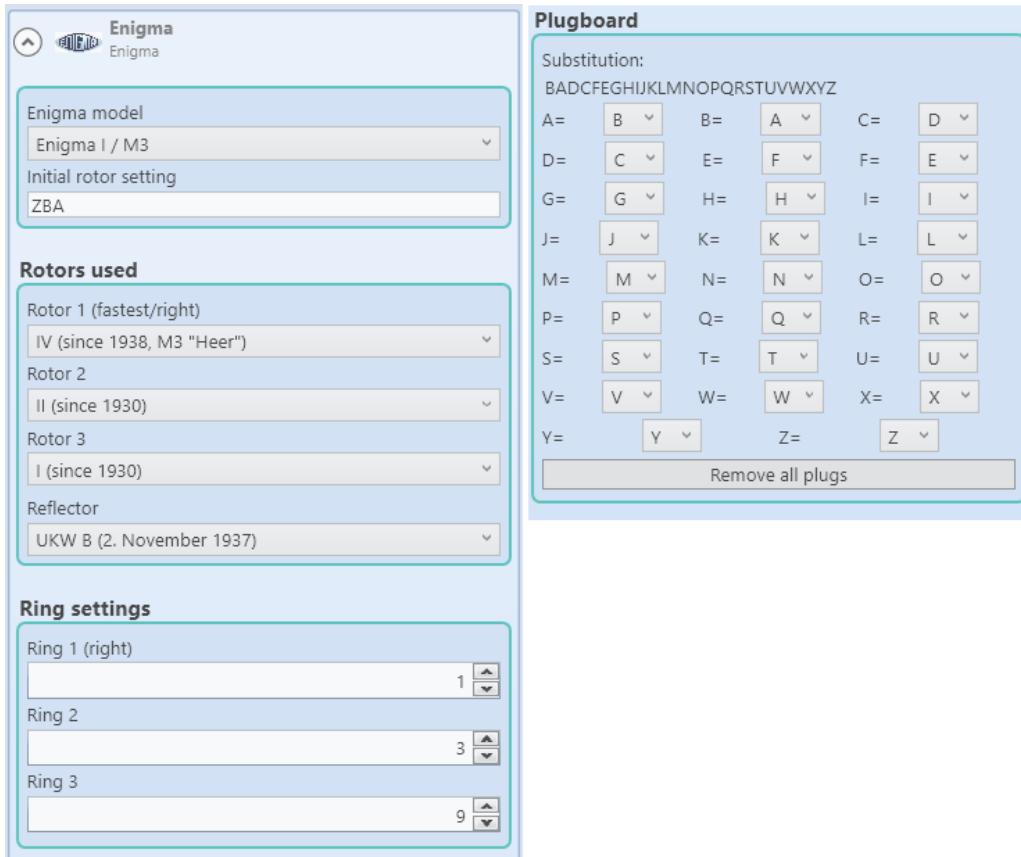 Enigma
ENIGMA
Enigma
Enigma model
Enigma I / M3
Initial rotor setting
ZBA
Rotors used
Rotor 1 (fastest/right)
IV (since 1938, M3 "Heer")
Rotor 2
II (since 1930)
Rotor 3
I (since 1930)
Reflector
UKW B (2. November 1937)
Ring settings
Ring 1 (right)
1
Ring 2
3
Ring 3
9
Plugboard
Substitution:
BADCFEGHIJKLMNOPQRSTUVWXYZ
A= B B= A C= D
D= C E= F F= E
G= G H= H I= I
J= J K= K L= L
M= M N= N O= O
P= P Q= Q R= R
S= S T= T U= U
V= V W= W X= X
Y= Y Z= Z
Remove all plugs